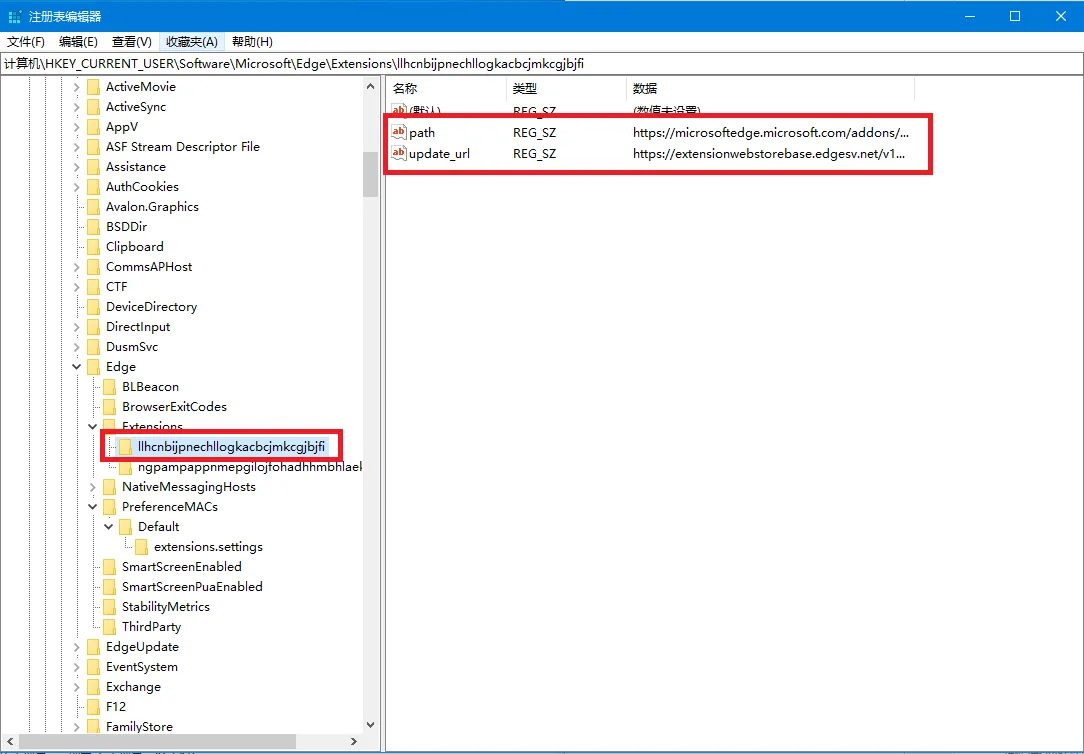 注册表编辑器
文件(F) 编辑(E) 查看(V) 收藏夹(A) 帮助(H)
计算机\HKEY_CURRENT_USER\Software\Microsoft\Edge\Extensions\llhcnbijpnechllogkacbcjmkcgjbjfi
ActiveMovie
ActiveSync
AppV
ASF Stream Descriptor File
Assistance
AuthCookies
Avalon.Graphics
BSDDir
Clipboard
CommsAPHost
CTF
DeviceDirectory
DirectInput
DusmSvc
Edge
BLBeacon
BrowserExitCodes
Extensions
llhcnbijpnechllogkacbcjmkcgjbjfi
ngpampappnmepgilojfohadhhmbhlaek
NativeMessagingHosts
PreferenceMACs
Default
extensions.settings
SmartScreenEnabled
SmartScreenPuaEnabled
StabilityMetrics
ThirdParty
EdgeUpdate
EventSystem
Exchange
F12
FamilyStore
名称 类型 数据
ab (默认) REG_SZ (数值未设置)
ab path REG_SZ https://microsoftedge.microsoft.com/addons/...
ab update_url REG_SZ https://extensionwebstorebase.edgesv.net/v1...